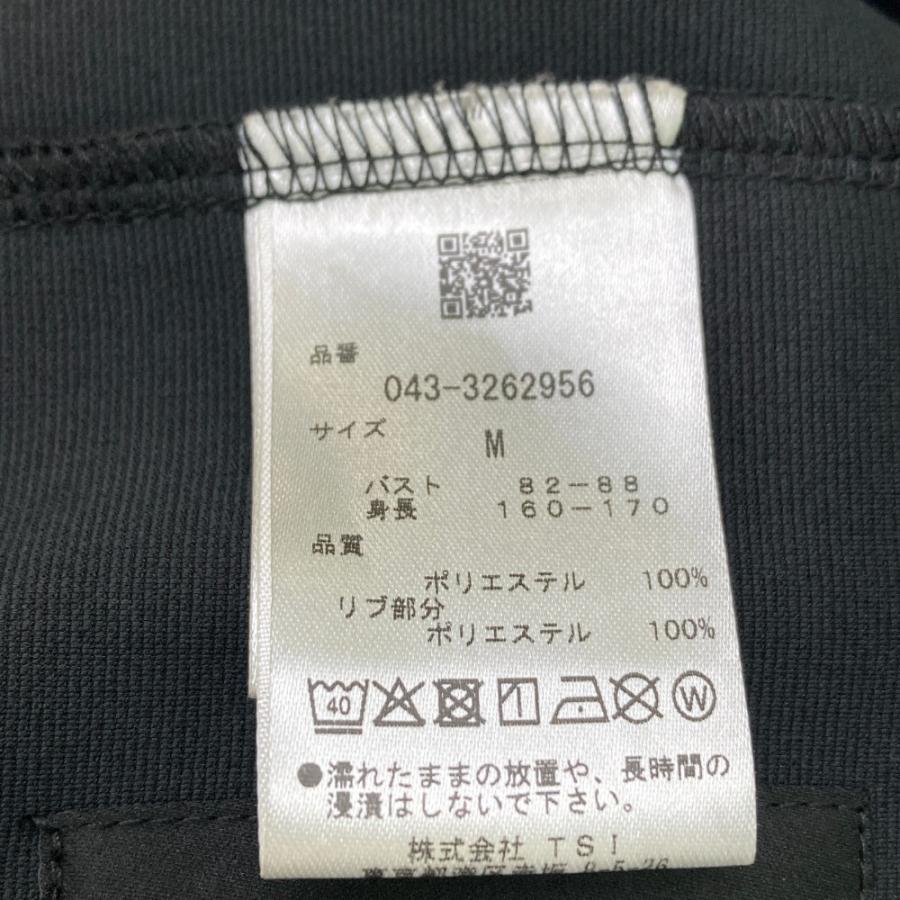 品番
043-3262956
サイズ
M
バスト 82-88
身長 160-170
品質
ポリエステル 100%
リブ部分
ポリエステル 100%
40
W
●濡れたままの放置や、長時間の
浸漬はしないで下さい。
株式会社 TSI